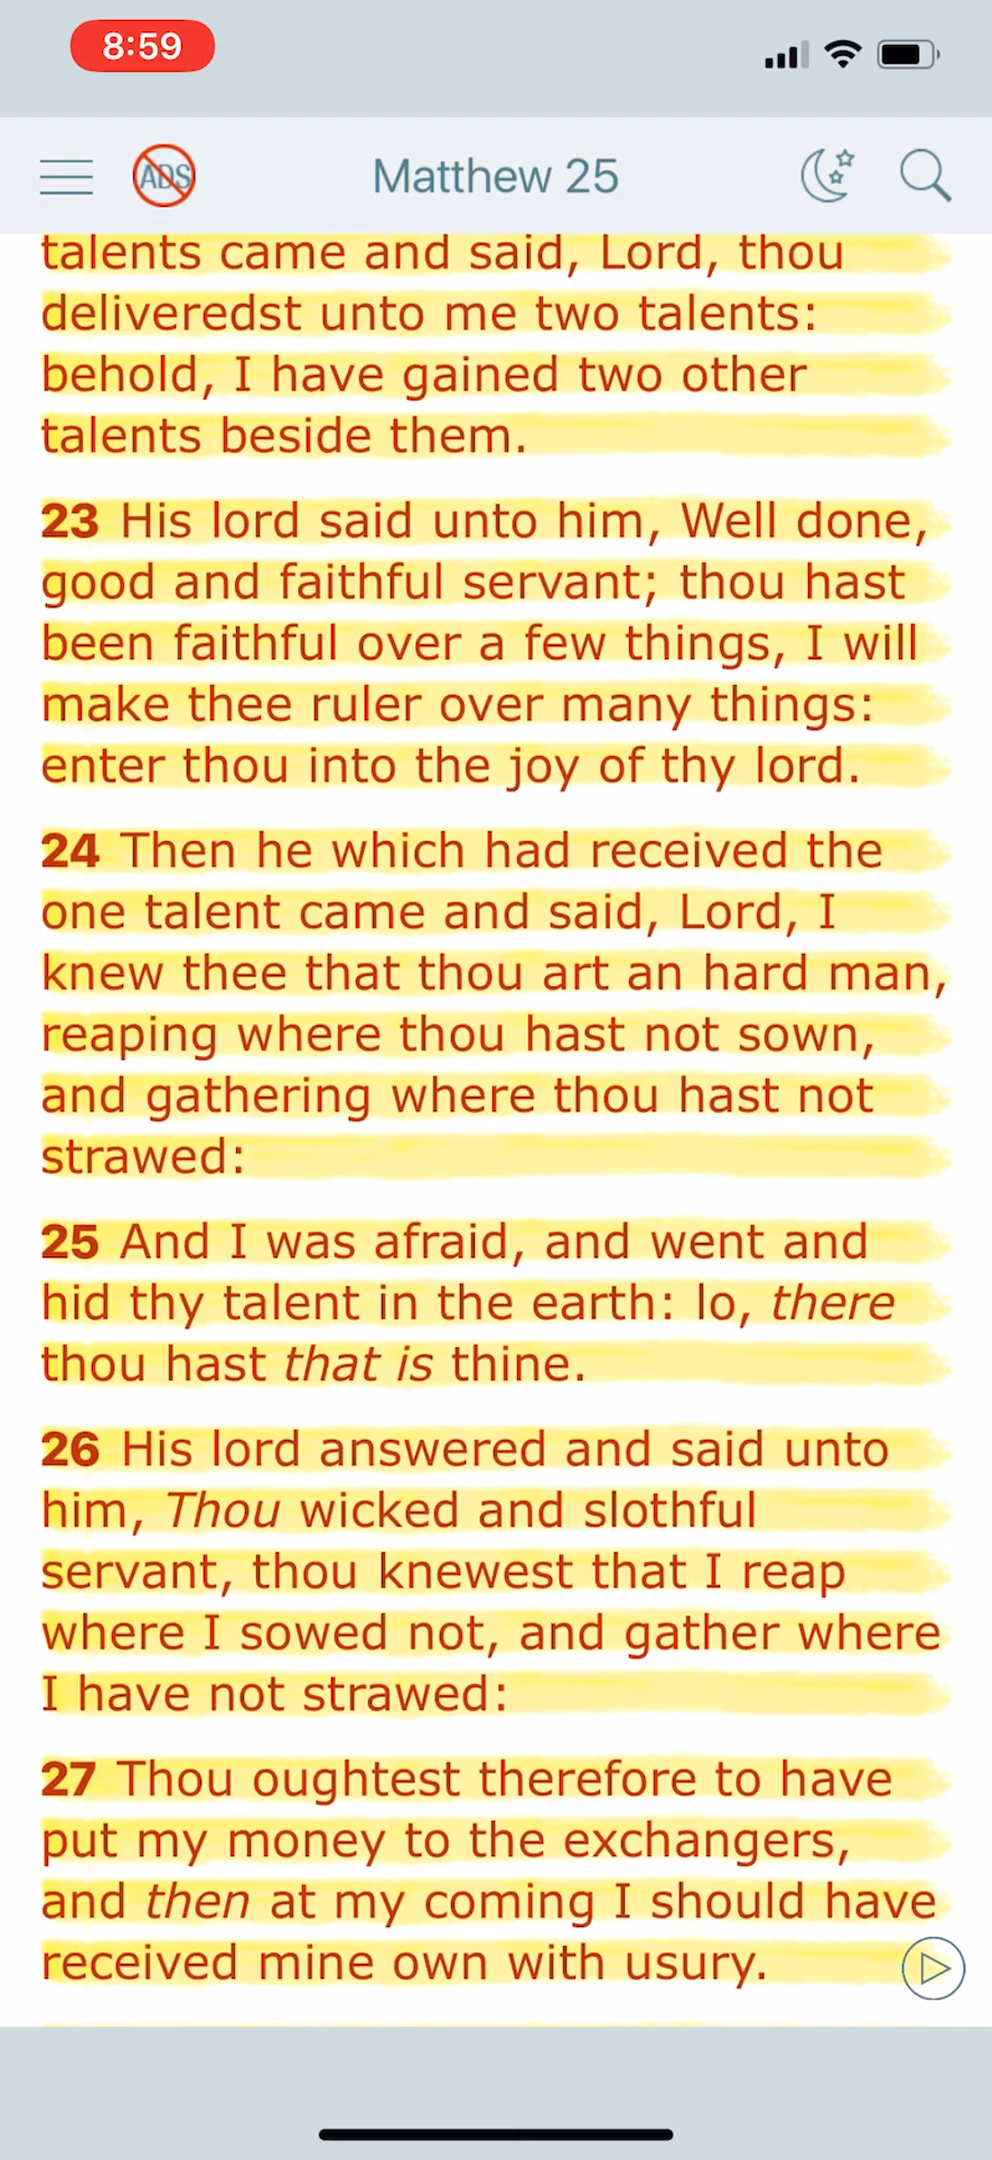 8:59
ADS
Matthew 25
talents came and said, Lord, thou
deliveredst unto me two talents:
behold, I have gained two other
talents beside them.
23 His lord said unto him, Well done,
good and faithful servant; thou hast
been faithful over a few things, I will
make thee ruler over many things:
enter thou into the joy of thy lord.
24 Then he which had received the
one talent came and said, Lord, I
knew thee that thou art an hard man,
reaping where thou hast not sown,
and gathering where thou hast not
strawed:
25 And I was afraid, and went and
hid thy talent in the earth: lo, there
thou hast that is thine.
26 His lord answered and said unto
him, Thou wicked and slothful
servant, thou knewest that I reap
where I sowed not, and gather where
I have not strawed:
27 Thou oughtest therefore to have
put my money to the exchangers,
and then at my coming I should have
received mine own with usury.